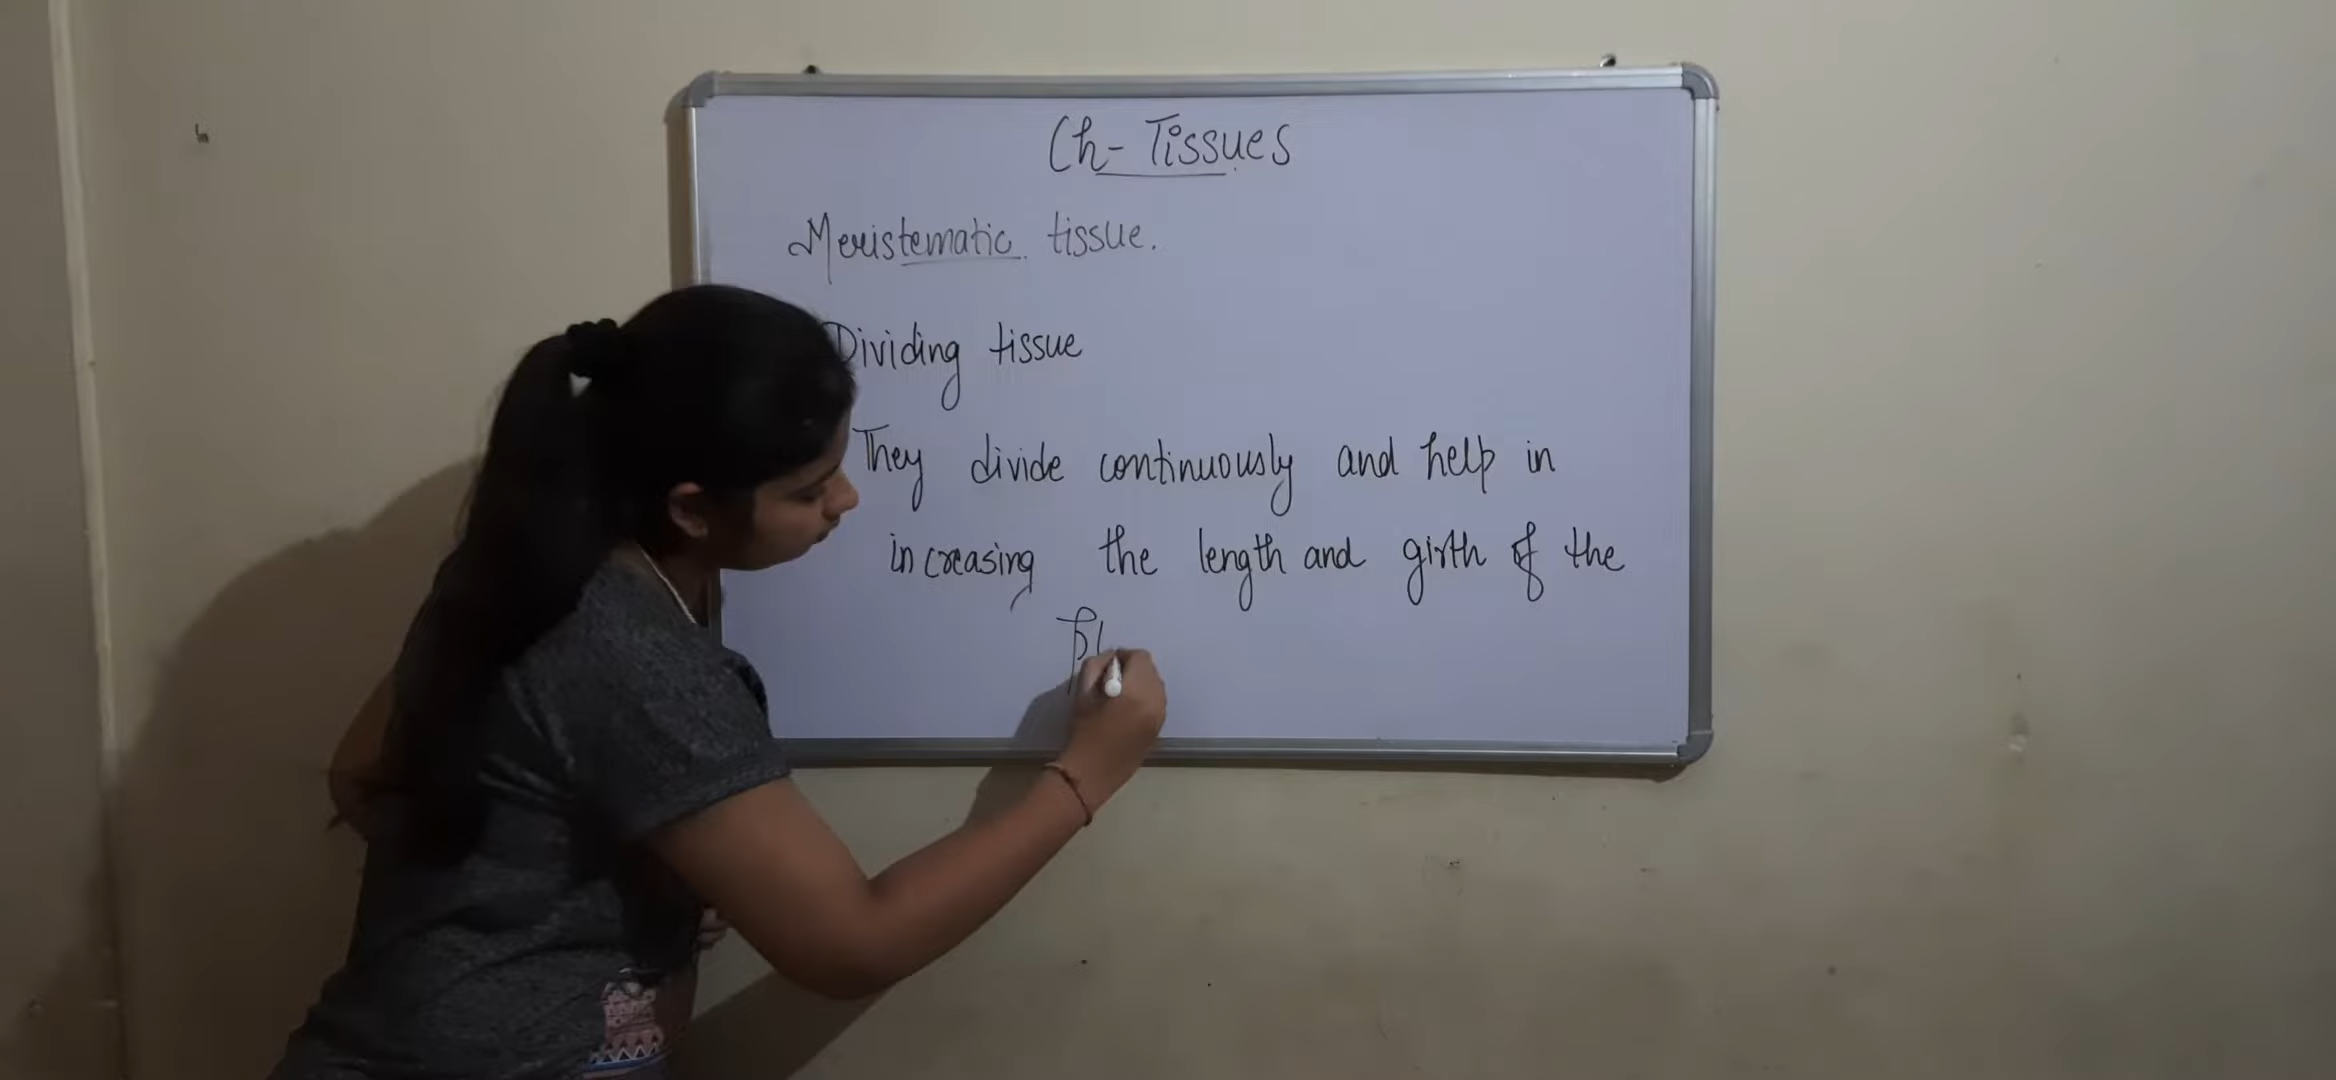 Ch- Tissues
Meristematic tissue.
Dividing tissue
They divide continuously and help in
increasing the length and girth of the
pl